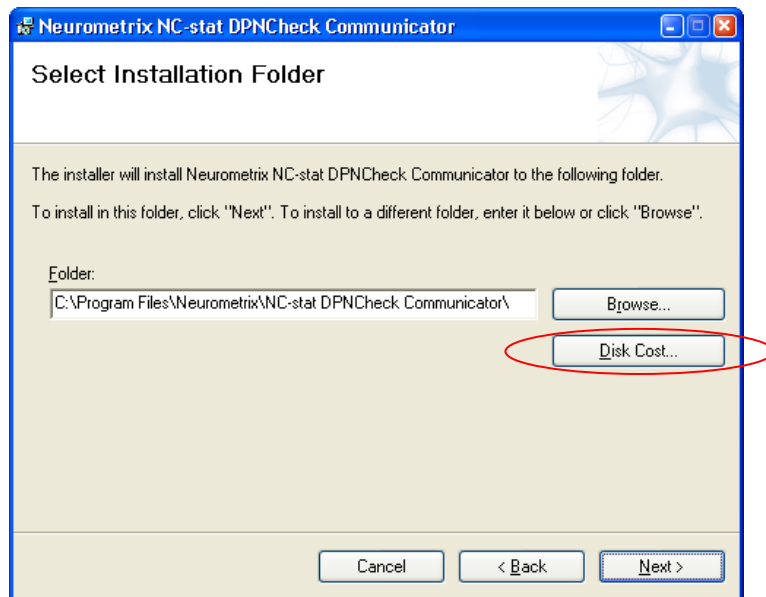 Neurometrix NC-stat DPNCheck Communicator
Select Installation Folder
The installer will install Neurometrix NC-stat DPNCheck Communicator to the following folder.
To install in this folder, click "Next". To install to a different folder, enter it below or click "Browse".
Folder:
C:\Program Files\Neurometrix\NC-stat DPNCheck Communicator\
Browse...
Disk Cost...
Cancel
< Back
Next >